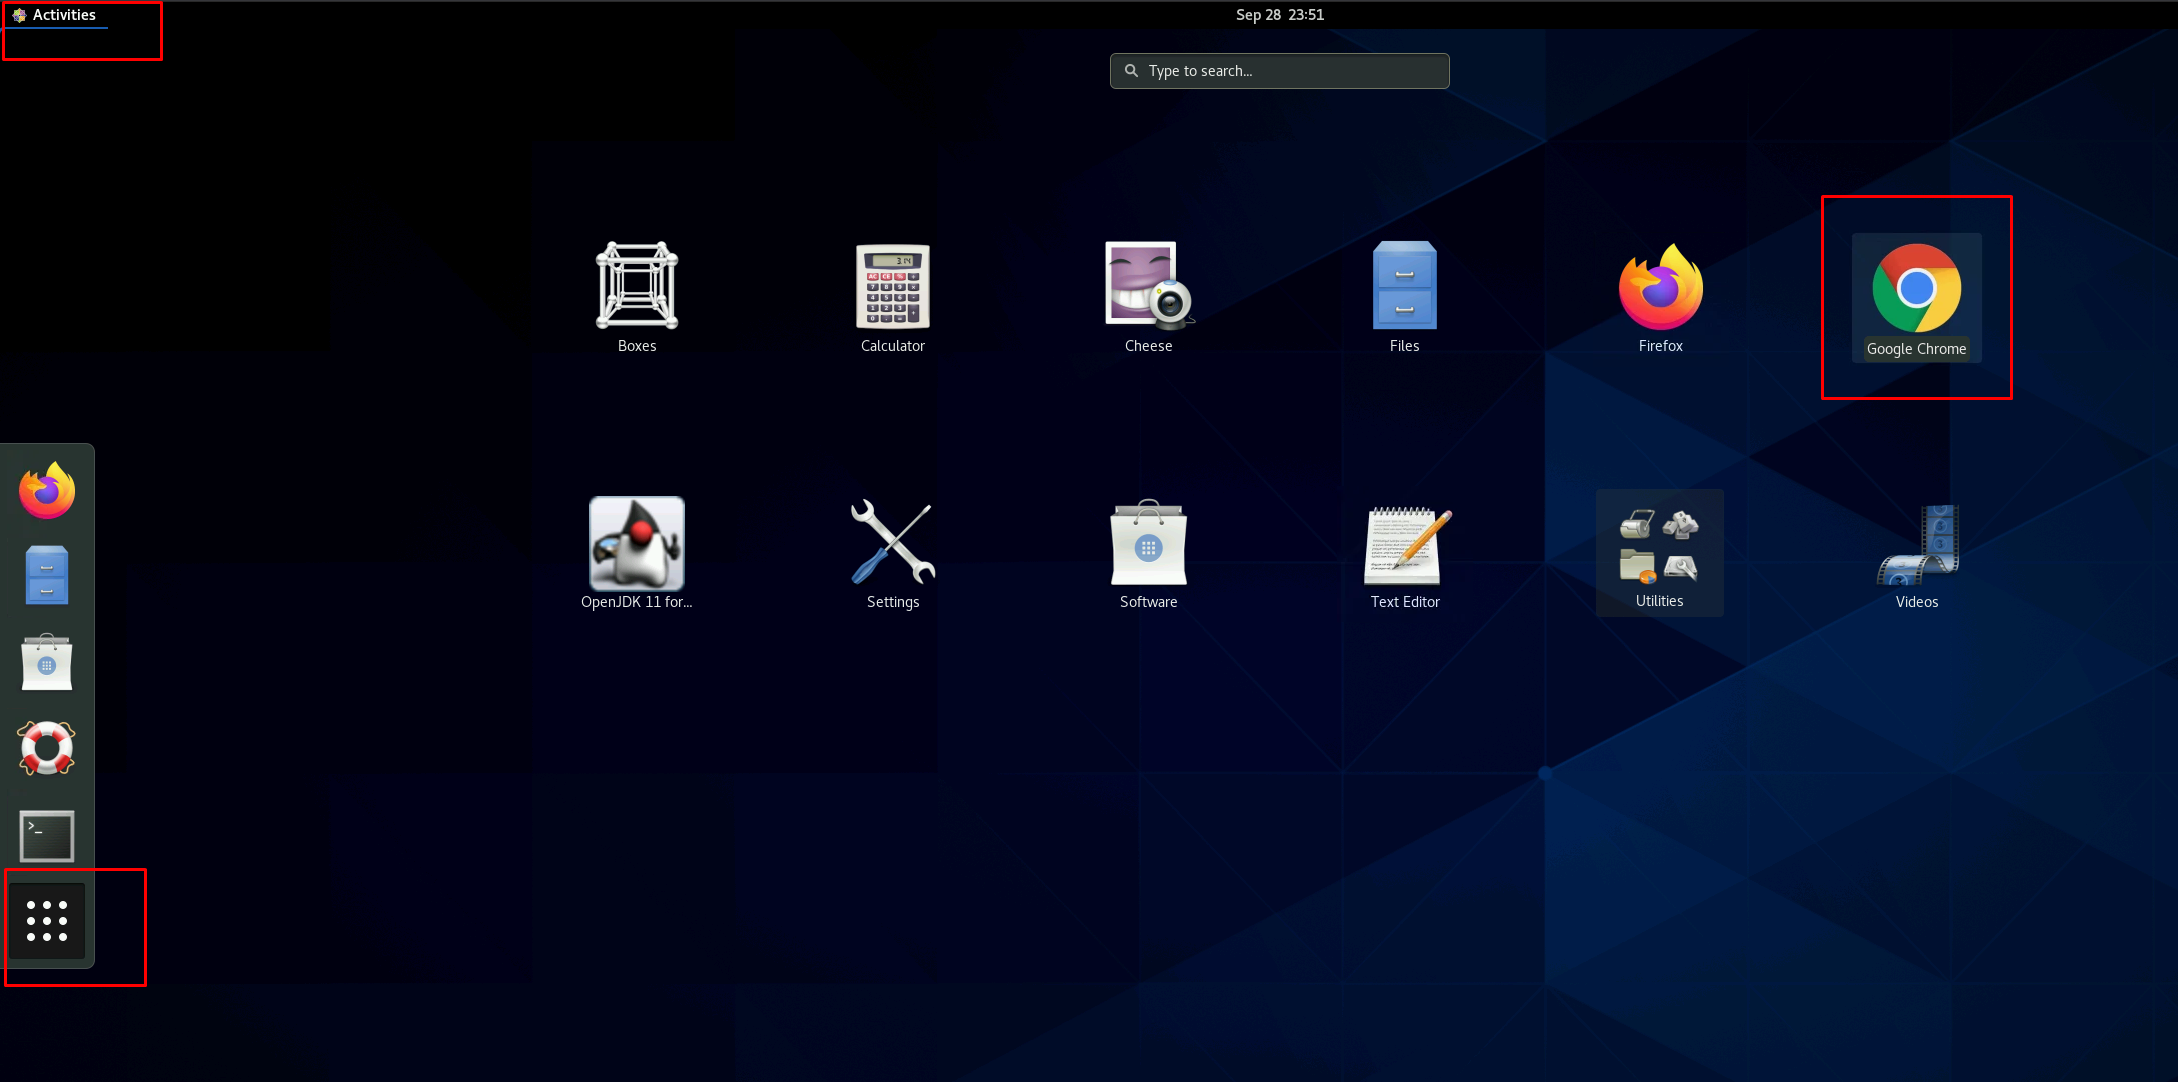 Activities
Sep 28 23:51
Type to search...
Boxes
Calculator
Cheese
Files
Firefox
Google Chrome
OpenJDK 11 for...
Settings
Software
Text Editor
Utilities
Videos